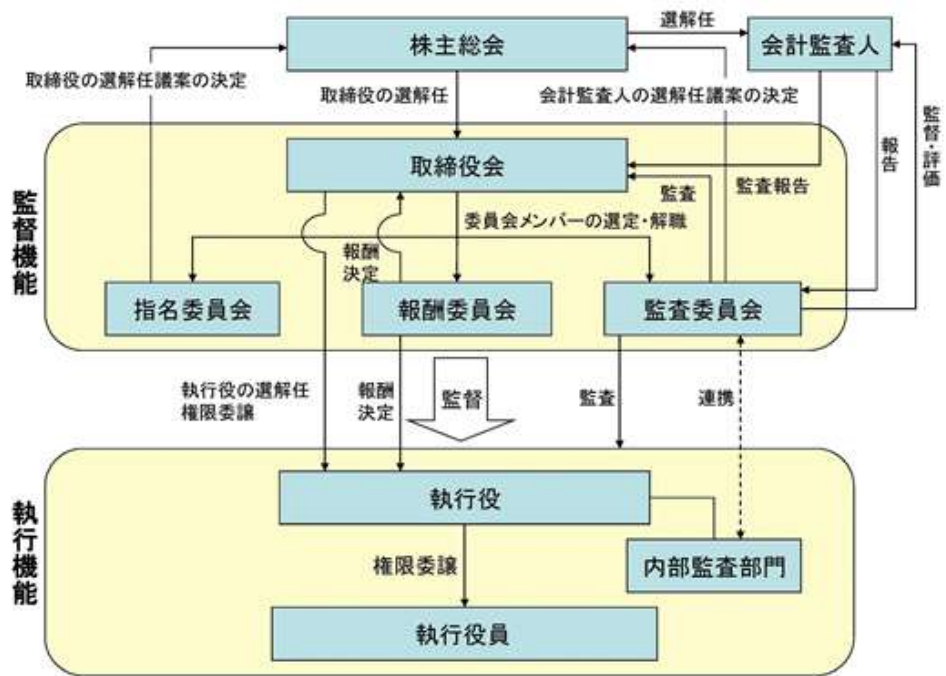 選解任
株主総会
会計監査人
取締役の選解任議案の決定
取締役の選解任
会計監査人の選解任議案の決定
監督・評価
報告
監督機能
取締役会
監査
監査報告
委員会メンバーの選定・解職
報酬
決定
指名委員会
報酬委員会
監査委員会
執行役の選解任
権限委譲
報酬
決定
監督
監査
連携
執行機能
執行役
権限委譲
内部監査部門
執行役員